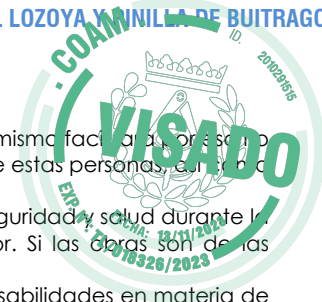 L LOZOYA Y PINILLA DE BUITRAGO
COAM
ID. 2010291515
VISADO
EXP.Nº: TL/018326/2023
FECHA: 13/11/2023
mismo facilitará por escrito
e estas personas, así como
guridad y salud durante la
or. Si las obras son de las
sabilidades en materia de